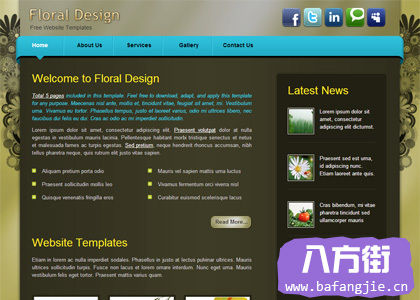 Floral Design
Free Website Templates
Home
About Us
Services
Gallery
Contact Us
Welcome to Floral Design
Total 5 pages included in this template. Feel free to download, adapt, and apply this template
for any purpose. Maecenas nisl ante, mollis et, tincidunt vitae, feugiat sit amet, mi. Vestibulum
urna. Vivamus eu tortor. Phasellus tempus, justo et laoreet varius, odio mi ultrices libero, nec
faucibus dui felis eu dui. Cras ac odio ac mi imperdiet sollicitudin.
Lorem ipsum dolor sit amet, consectetur adipiscing elit. Praesent volutpat dolor at diam
egestas in vestibulum mauris. Pellentesque habitant morbi tristique senectus et netus
et malesuada fames ac turpis egestas. Sed pretium, neque hendrerit rhoncus accumsan, nibh
tellus pharetra neque, quis rutrum elit justo vitae sapien.
Aliquam pretium porta odio
Praesent sollicitudin mollis leo
Quisque venenatis fringilla eros
Mauris vel sapien mattis urna luctus
Vivamus fermentum orci viverra nisl
Curabitur euismod scelerisque lacus
Read More...
Website Templates
Etiam in lorem ac nulla imperdiet sagittis. Phasellus in justo at lectus pulvinar ultrices. Mauris
ultrices sollicitudin turpis. Fusce non lacus et lorem ornare interdum. Nunc eget nunc. Mauris
vestibulum felis eget turpis. Praesent mattis varius quam.
Latest News
Lorem ipsum dolor sit
amet, consectetur
adipiscing elit dictumst.
Praesent sed est urna,
id adipiscing nunc.
Etiam laoreet ante quis.
Cras bibendum, mi vitae
pharetra tincidunt sed
ullamcorper mauris
八方街
www.bafangjie.cn